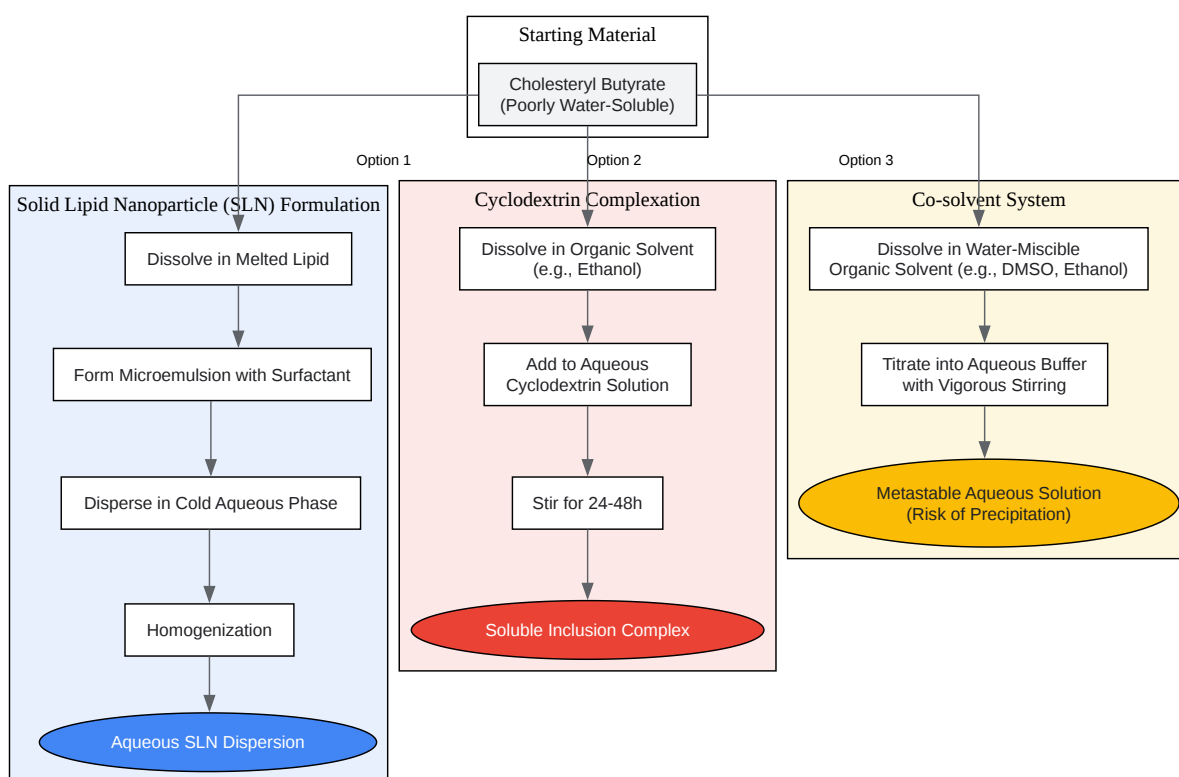 Starting Material
Cholesteryl Butyrate
(Poorly Water-Soluble)
Option 1
Option 2
Option 3
Solid Lipid Nanoparticle (SLN) Formulation
Dissolve in Melted Lipid
Form Microemulsion with Surfactant
Disperse in Cold Aqueous Phase
Homogenization
Aqueous SLN Dispersion
Cyclodextrin Complexation
Dissolve in Organic Solvent
(e.g., Ethanol)
Add to Aqueous
Cyclodextrin Solution
Stir for 24-48h
Soluble Inclusion Complex
Co-solvent System
Dissolve in Water-Miscible
Organic Solvent (e.g., DMSO, Ethanol)
Titrate into Aqueous Buffer
with Vigorous Stirring
Metastable Aqueous Solution
(Risk of Precipitation)